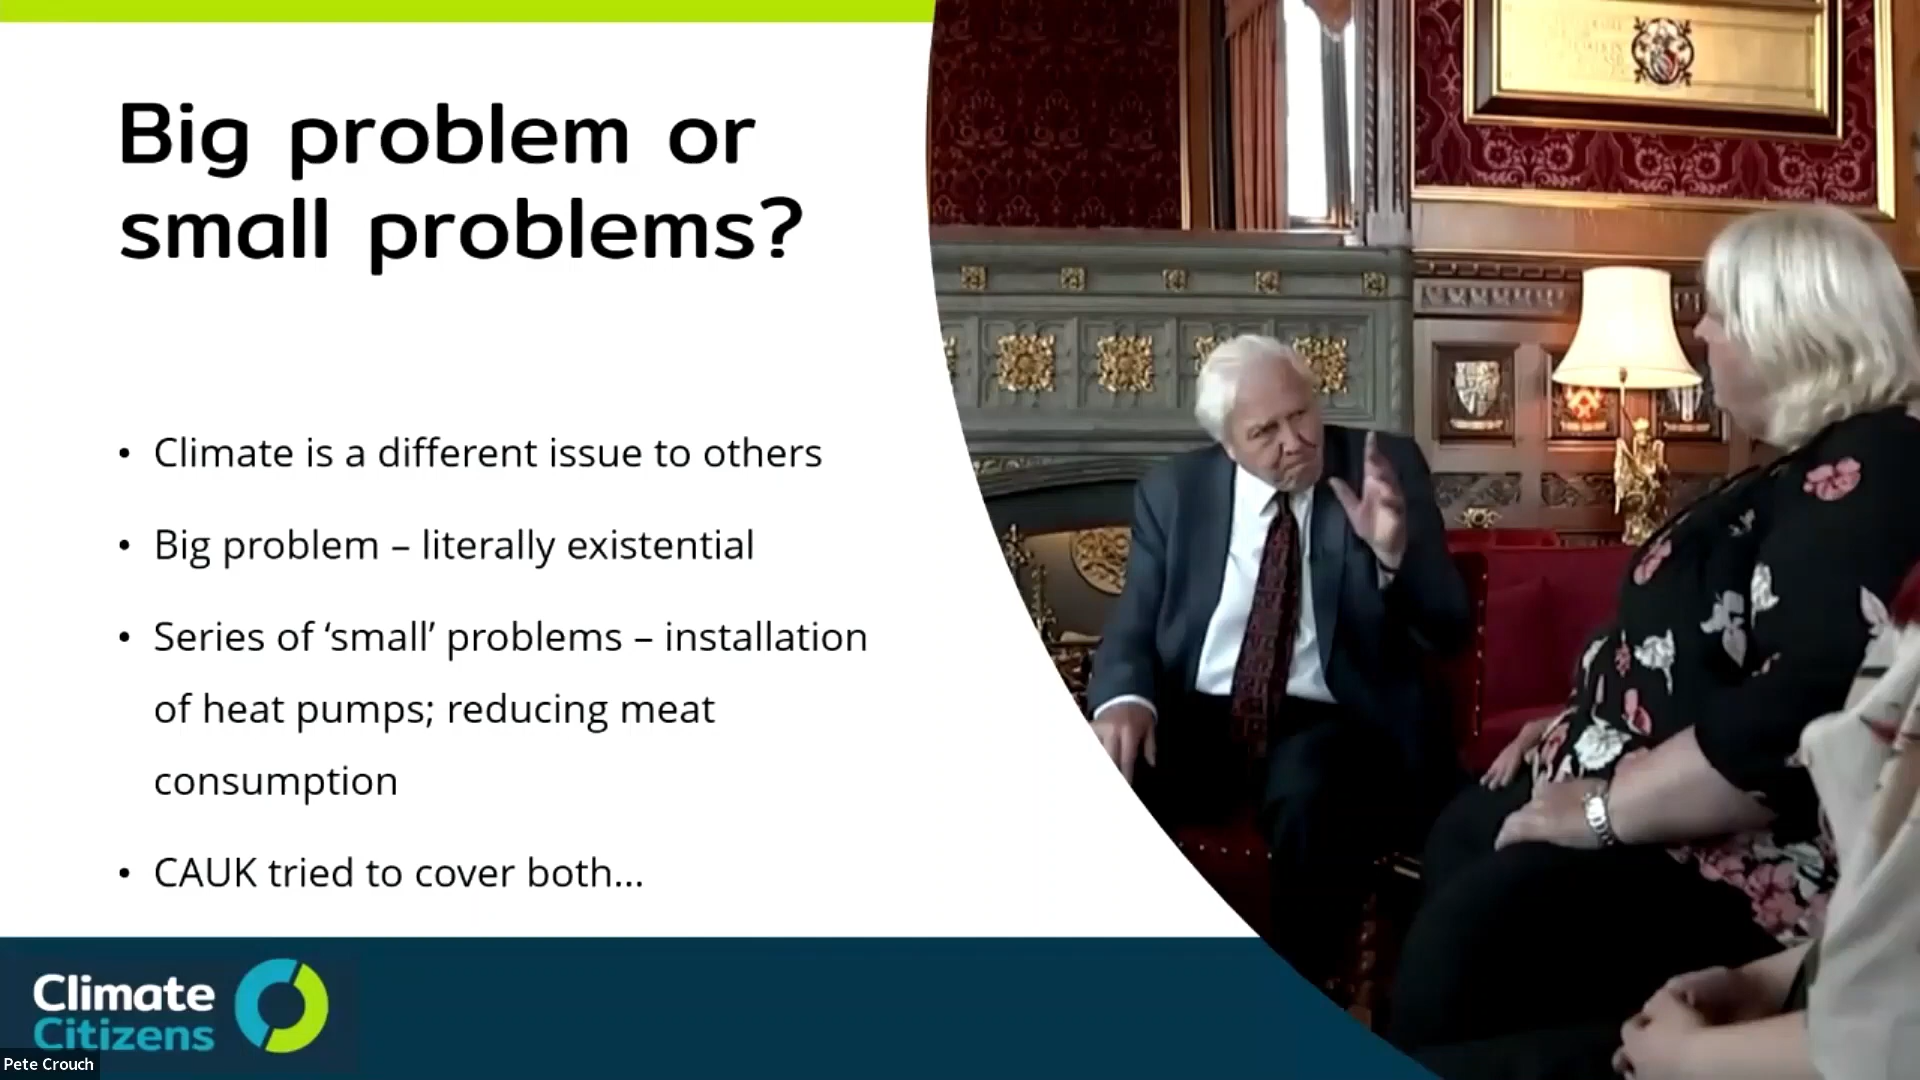 Big problem or
small problems?
• Climate is a different issue to others
• Big problem – literally existential
• Series of ‘small’ problems – installation
of heat pumps; reducing meat
consumption
• CAUK tried to cover both...
Climate
Citizens
Pete Crouch